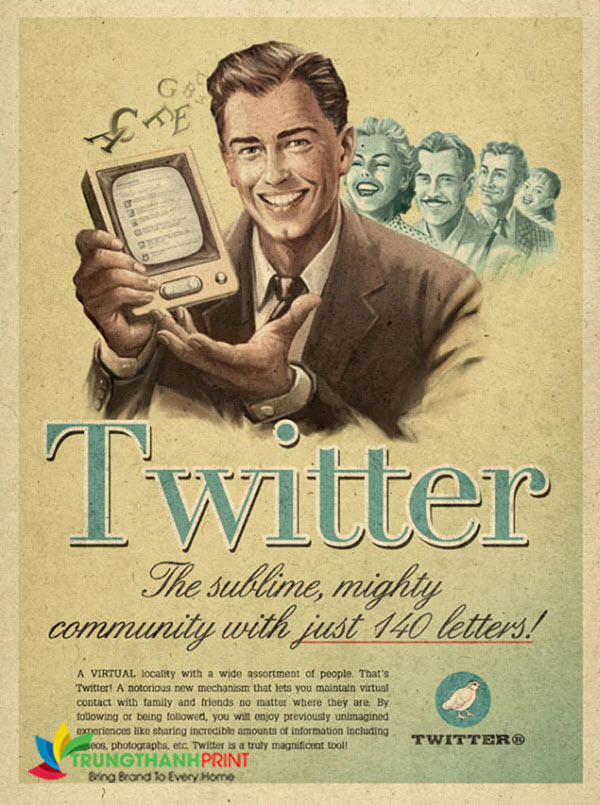 Twitter
The sublime, mighty
community with just 140 letters!
A VIRTUAL locality with a wide assortment of people. That's
Twitter! A notorious new mechanism that lets you maintain virtual
contact with family and friends no matter where they are. By
following or being followed, you will enjoy previously unimagined
experiences like sharing incredible amounts of information including
photographs, etc. Twitter is a truly magnificent tool!
TWITTER®
TRUNGTHANHPRINT
Bring Brand To Every Home